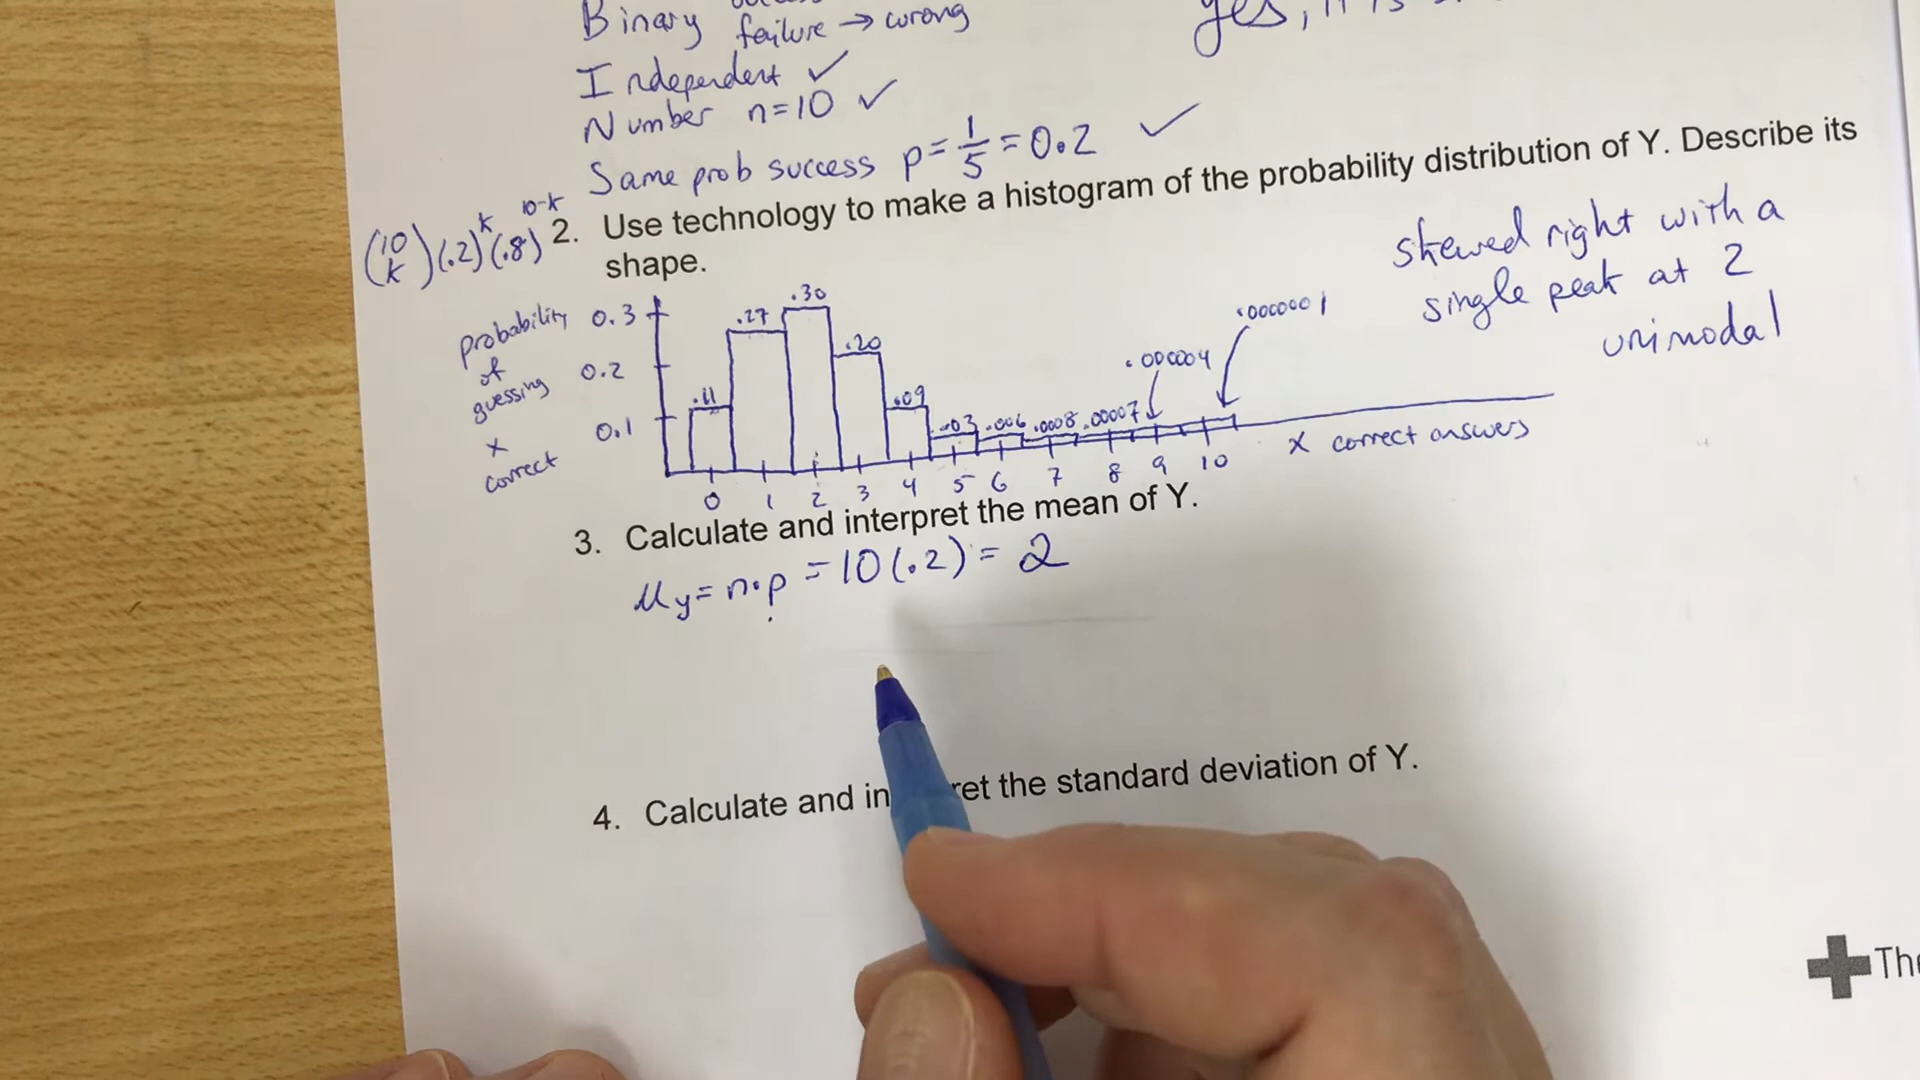 Binary failure → wrong
yes, it is
Independent ✓
Number n=10 ✓
Same prob success p = 1/5 = 0.2 ✓
(10 k)(.2)^k(.8)^10-k
2. Use technology to make a histogram of the probability distribution of Y. Describe its
shape.
skewed right with a
single peak at 2
unimodal
probability
of
guessing
x
correct
0.3
0.2
0.1
.11 .27 .30 .20 .09 .03 .006 .0008 .00007 .000004 .0000001
0 1 2 3 4 5 6 7 8 9 10
x correct answers
3. Calculate and interpret the mean of Y.
μy = n·p = 10(.2) = 2
4. Calculate and in ret the standard deviation of Y.
The